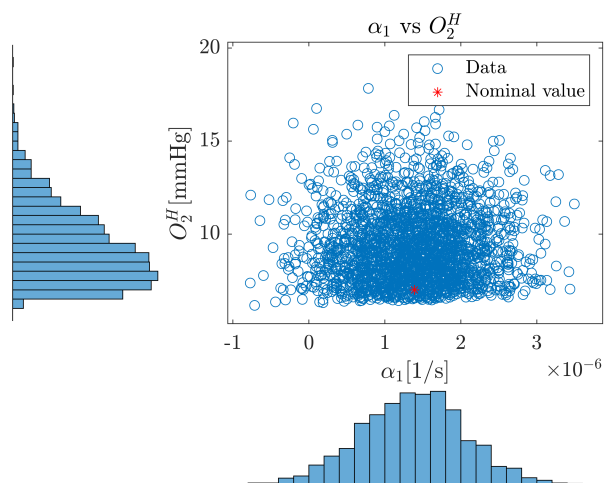 α₁ vs O₂ᴴ
Data
Nominal value
20
15
10
O₂ᴴ[mmHg]
-1 0 1 2 3
α₁[1/s]
×10⁻⁶